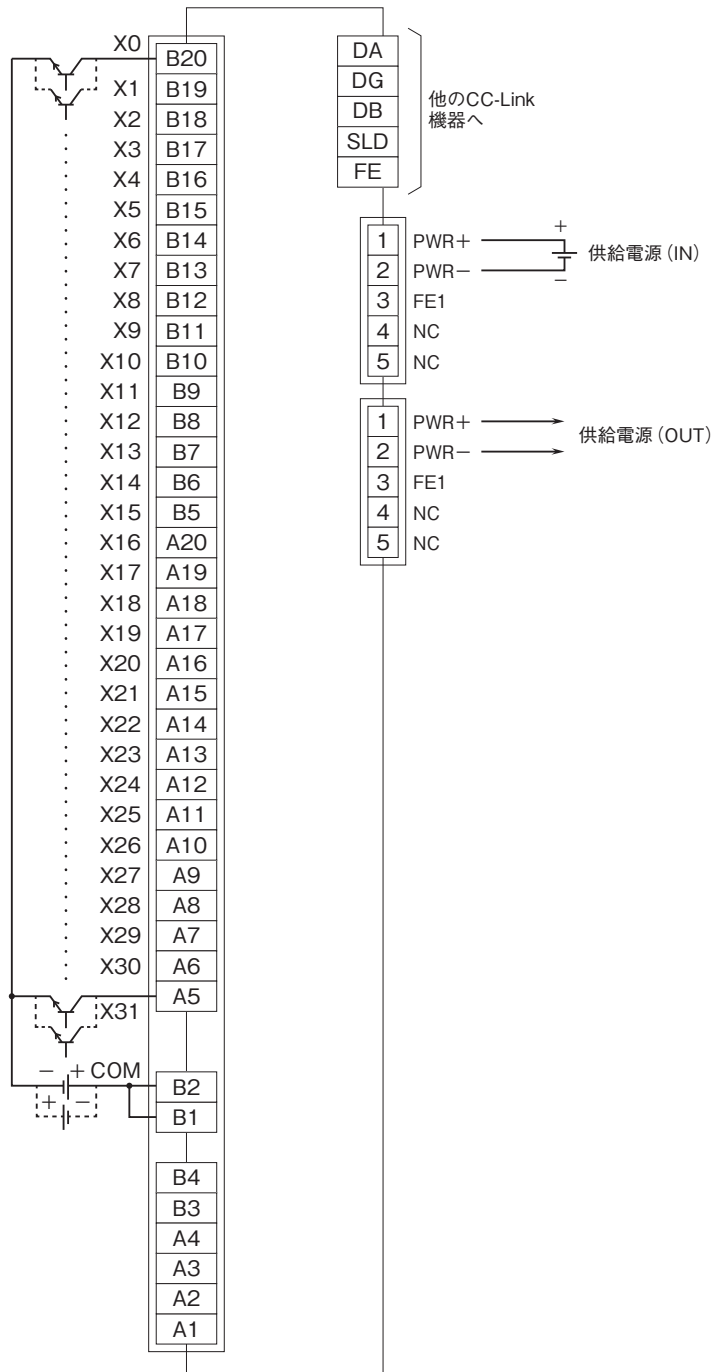 X0 B20
X1 B19
X2 B18
X3 B17
X4 B16
X5 B15
X6 B14
X7 B13
X8 B12
X9 B11
X10 B10
X11 B9
X12 B8
X13 B7
X14 B6
X15 B5
X16 A20
X17 A19
X18 A18
X19 A17
X20 A16
X21 A15
X22 A14
X23 A13
X24 A12
X25 A11
X26 A10
X27 A9
X28 A8
X29 A7
X30 A6
X31 A5
− + COM B2
+ − B1
B4
B3
A4
A3
A2
A1
DA
DG
DB
SLD
FE
他のCC-Link
機器へ
1 PWR+
2 PWR−
3 FE1
4 NC
5 NC
+
供給電源(IN)
−
1 PWR+
2 PWR−
3 FE1
4 NC
5 NC
供給電源(OUT)